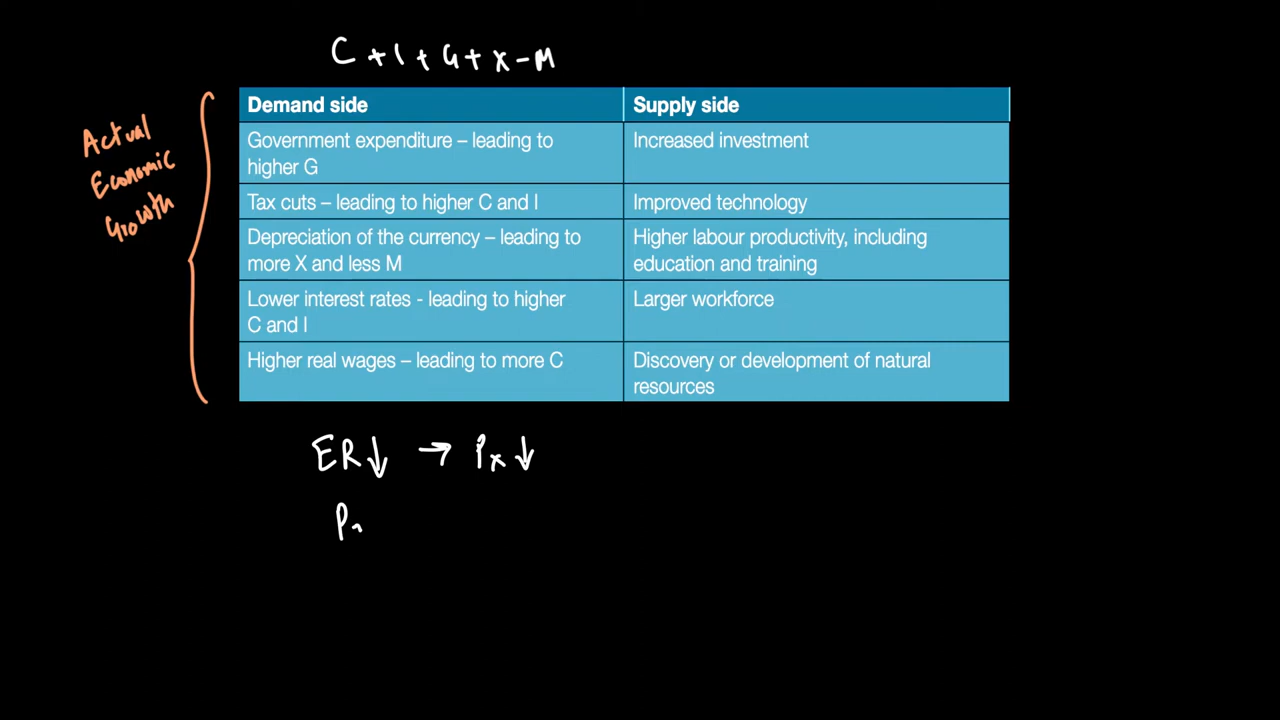 C + I + G + X - M
Actual
Economic
Growth
Demand side
Supply side
Government expenditure – leading to
higher G
Increased investment
Tax cuts – leading to higher C and I
Improved technology
Depreciation of the currency – leading to
more X and less M
Higher labour productivity, including
education and training
Lower interest rates - leading to higher
C and I
Larger workforce
Higher real wages – leading to more C
Discovery or development of natural
resources
ER↓ → Px↓
P